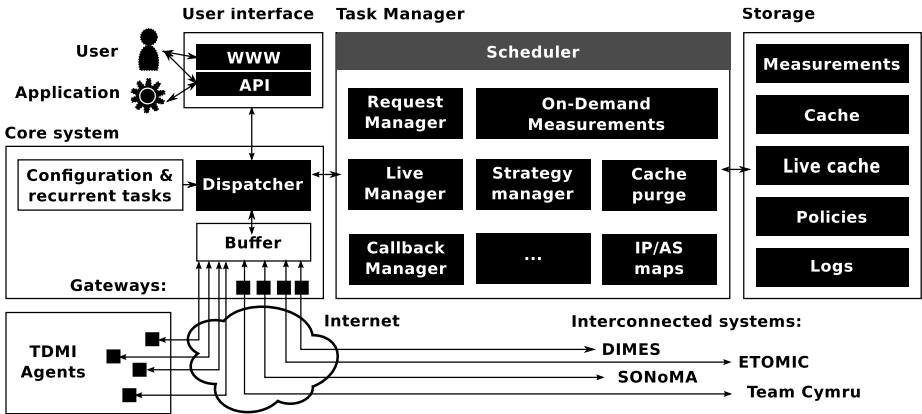 User interface
Task Manager
Storage
User
Application
WWW
API
Core system
Configuration &
recurrent tasks
Dispatcher
Buffer
Gateways:
Scheduler
Request
Manager
On-Demand
Measurements
Live
Manager
Strategy
manager
Cache
purge
Callback
Manager
...
IP/AS
maps
Measurements
Cache
Live cache
Policies
Logs
TDMI
Agents
Internet
Interconnected systems:
DIMES
ETOMIC
SONoMA
Team Cymru